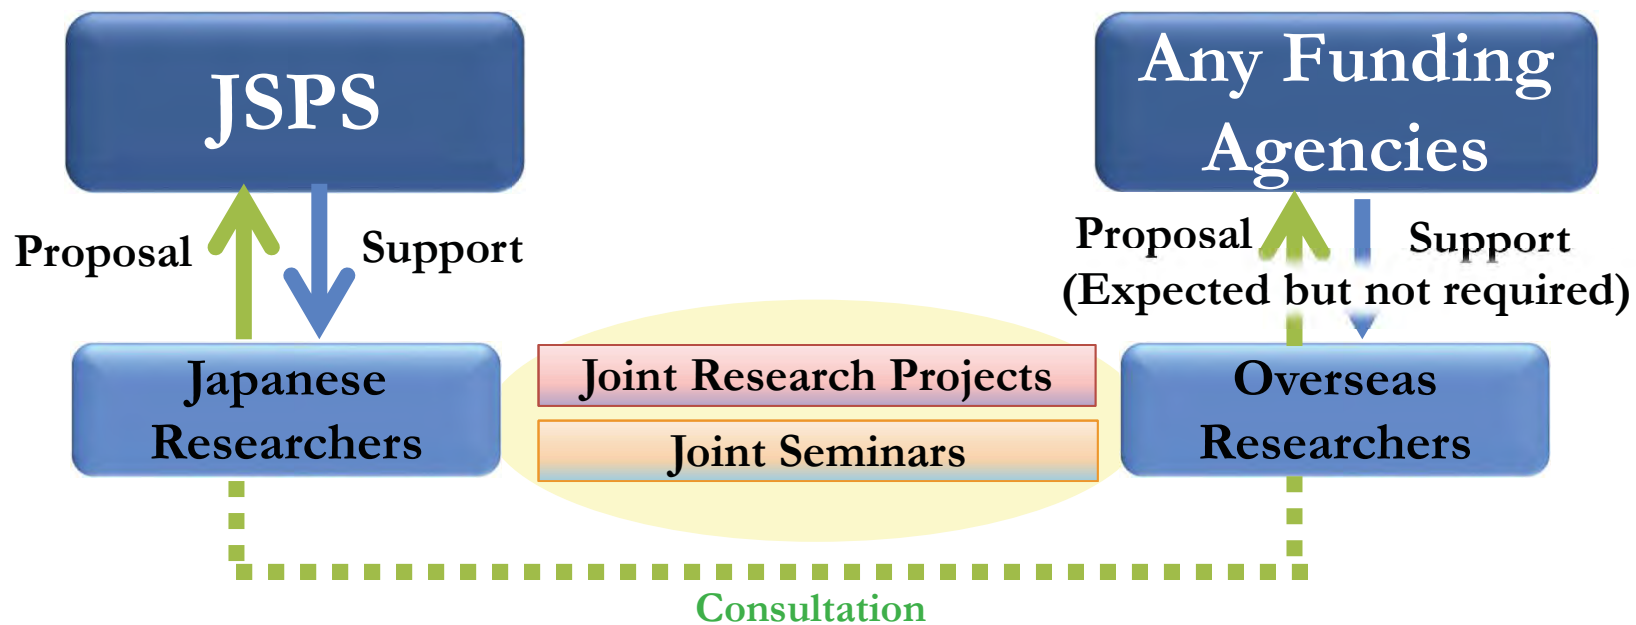 JSPS
Any Funding
Agencies
Proposal
Support
Proposal
Support
(Expected but not required)
Japanese
Researchers
Joint Research Projects
Joint Seminars
Overseas
Researchers
Consultation